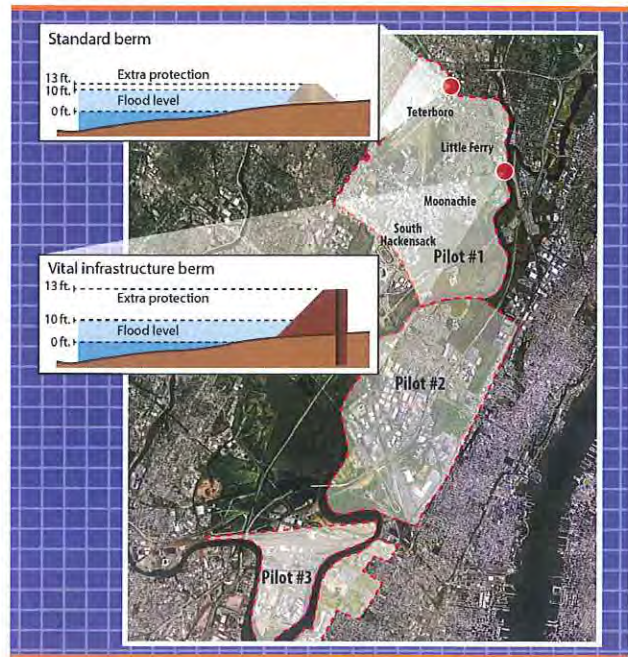 Standard berm
13 ft.
Extra protection
10 ft.
Flood level
0 ft.
Teterboro
Little Ferry
Moonachie
South
Hackensack
Pilot #1
Vital infrastructure berm
13 ft.
Extra protection
10 ft.
Flood level
0 ft.
Pilot #2
Pilot #3